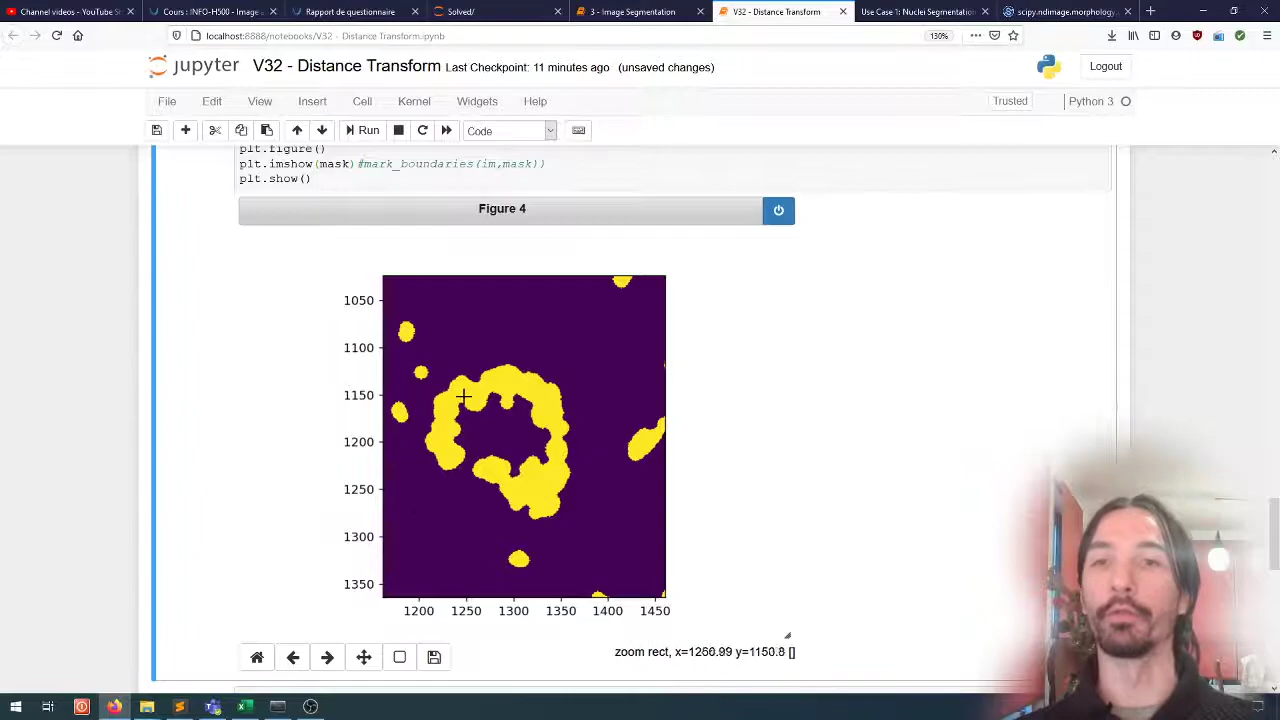 Channel videos - YouTube St
Cours : INFO-H500 - Image-a
Rapport de questionnaire
Solved/
3 - Image Segmentation
V32 - Distance Transform
Use Case 1: Nuclei Segmentation
scipy.ndimage.morphology.
localhost:8888/notebooks/V32 - Distance Transform.ipynb
130%
jupyter V32 - Distance Transform Last Checkpoint: 11 minutes ago (unsaved changes)
Logout
File Edit View Insert Cell Kernel Widgets Help
Trusted
Python 3
Run
Code
plt.figure()
plt.imshow(mask)#mark_boundaries(im,mask))
plt.show()
Figure 4
1050
1100
1150
1200
1250
1300
1350
1200 1250 1300 1350 1400 1450
zoom rect, x=1260.99 y=1150.8 []